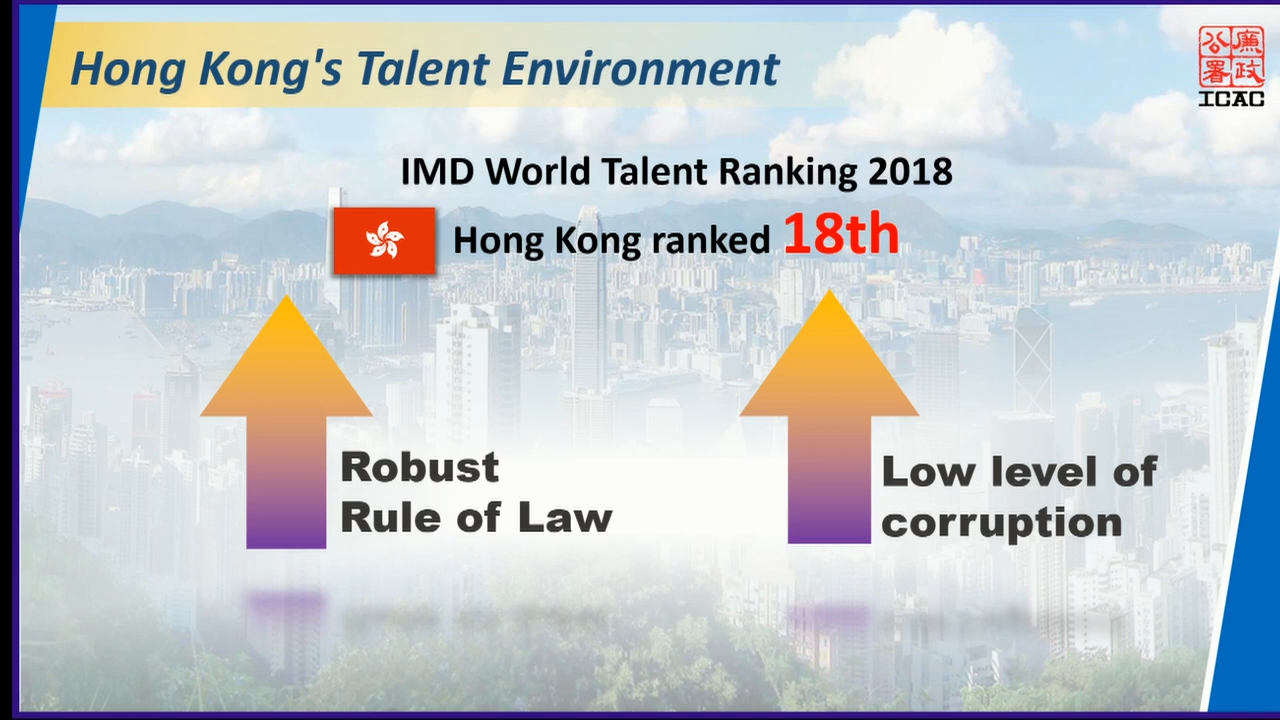 Hong Kong's Talent Environment
廉
公
政
署
ICAC
IMD World Talent Ranking 2018
Hong Kong ranked 18th
Robust
Rule of Law
Low level of
corruption